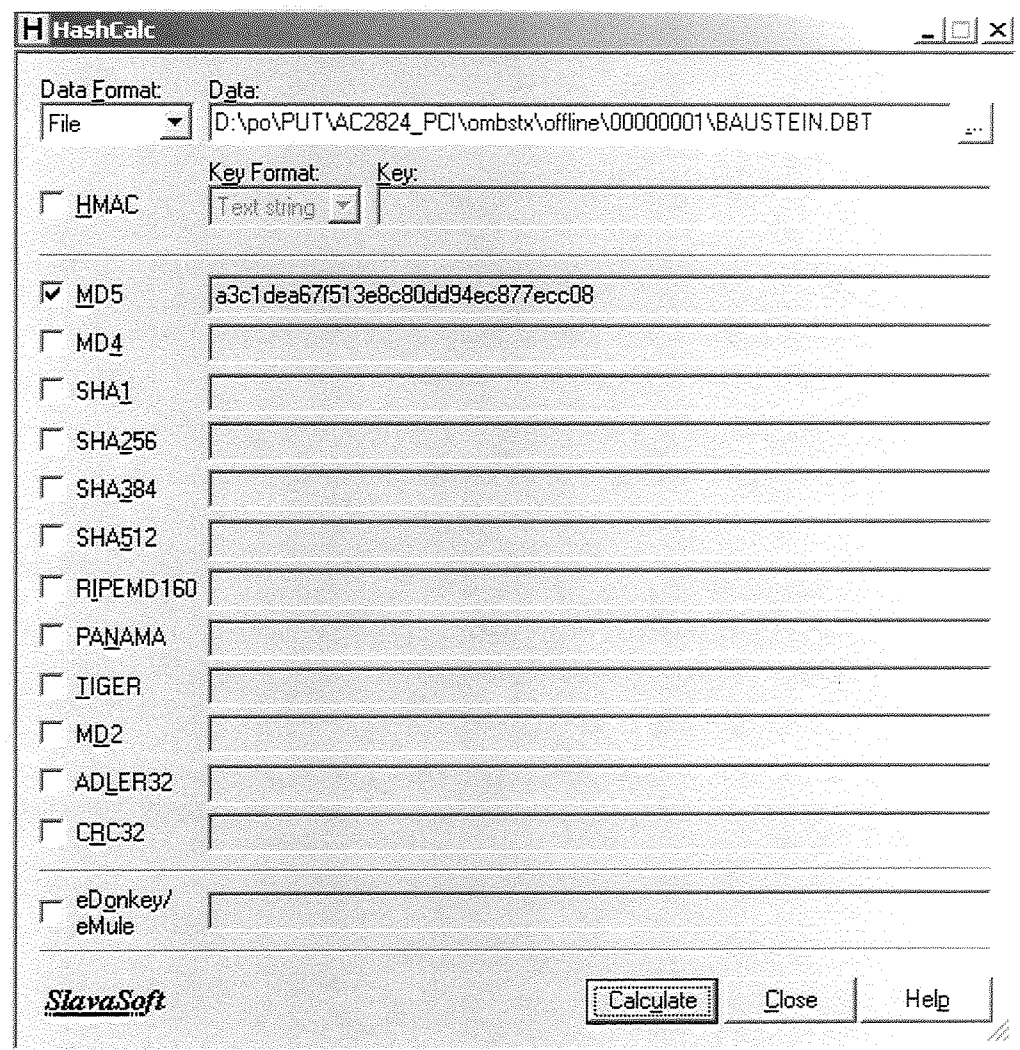 HashCalc
Data Format: Data:
File D:\po\PUT\AC2824_PCI\ombstx\offline\00000001\BAUSTEIN.DBT ...
Key Format: Key:
HMAC Text string
MD5 a3c1dea67f513e8c80dd94ec877ecc08
MD4
SHA1
SHA256
SHA384
SHA512
RIPEMD160
PANAMA
TIGER
MD2
ADLER32
CRC32
eDonkey/
eMule
SlavaSoft Calculate Close Help